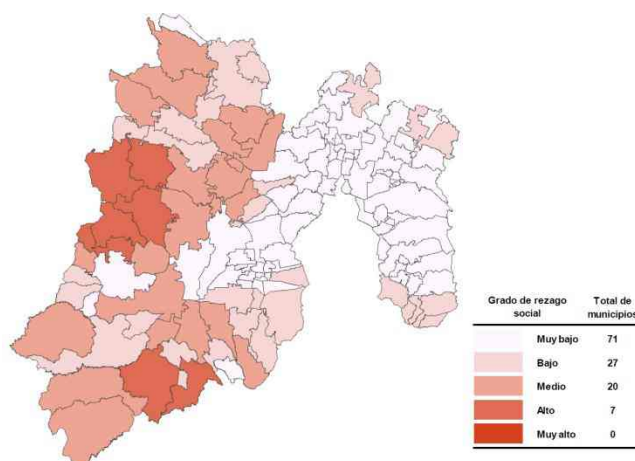 Grado de rezago Total de
social municipios
Muy bajo 71
Bajo 27
Medio 20
Alto 7
Muy alto 0